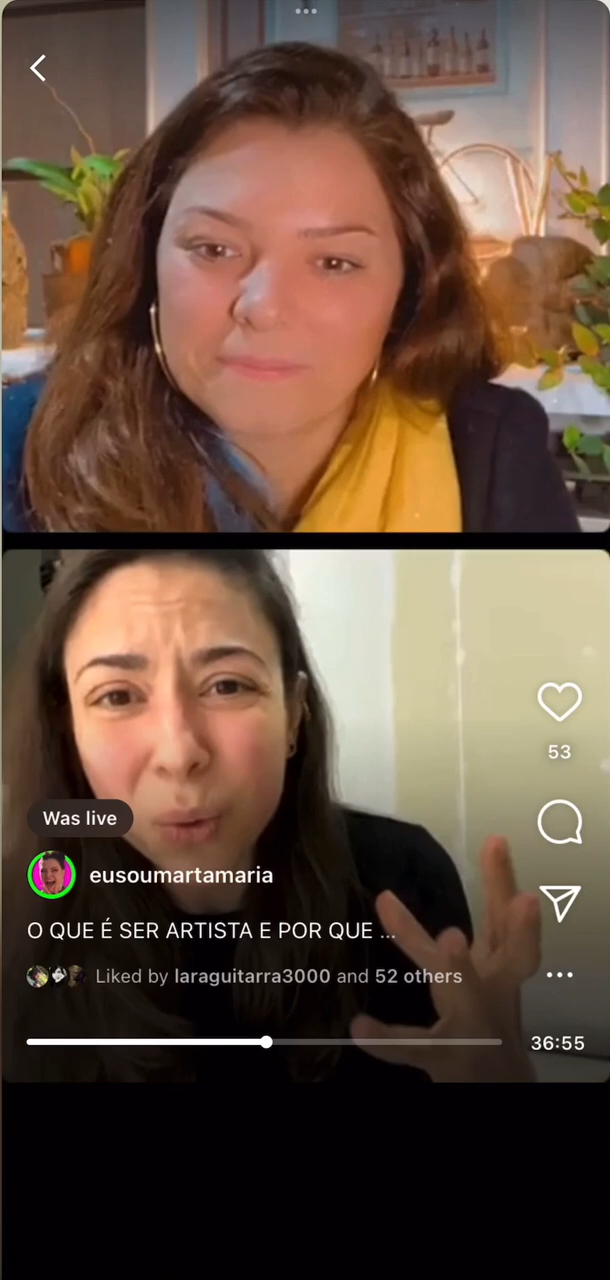 53
Was live
eusoumartamaria
O QUE É SER ARTISTA E POR QUE ...
Liked by laraguitarra3000 and 52 others
36:55